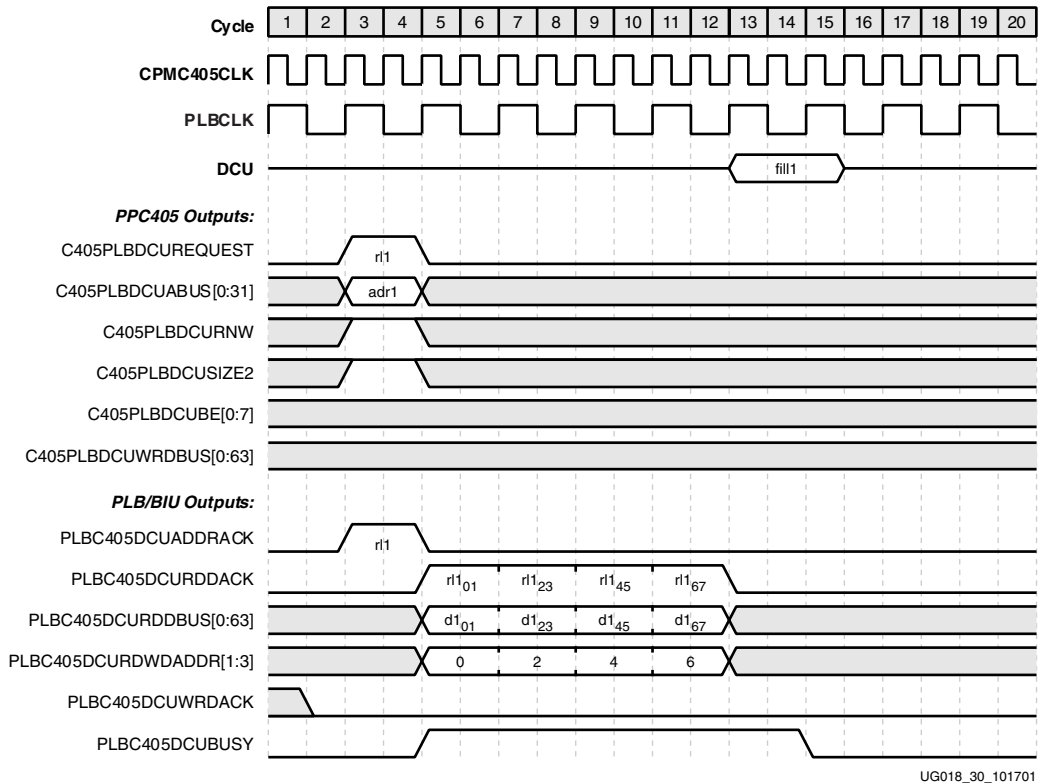 Cycle 1 2 3 4 5 6 7 8 9 10 11 12 13 14 15 16 17 18 19 20
CPMC405CLK
PLBCLK
DCU fill1
PPC405 Outputs:
C405PLBDCUREQUEST rl1
C405PLBDCUABUS[0:31] adr1
C405PLBDCURNW
C405PLBDCUSIZE2
C405PLBDCUBE[0:7]
C405PLBDCUWRDBUS[0:63]
PLB/BIU Outputs:
PLBC405DCUADDRACK rl1
PLBC405DCURDDACK rl1₀₁ rl1₂₃ rl1₄₅ rl1₆₇
PLBC405DCURDDBUS[0:63] d1₀₁ d1₂₃ d1₄₅ d1₆₇
PLBC405DCURDWDADDR[1:3] 0 2 4 6
PLBC405DCUWRDACK
PLBC405DCUBUSY
UG018_30_101701